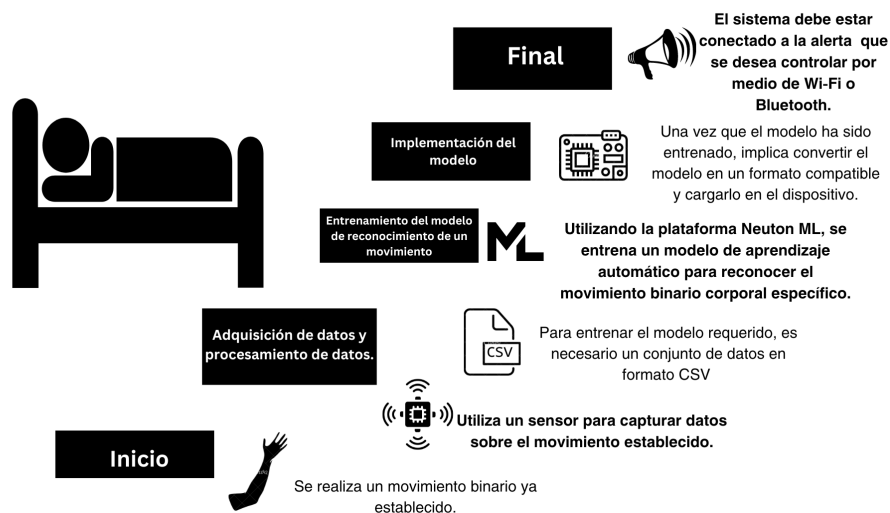 Final
El sistema debe estar
conectado a la alerta que
se desea controlar por
medio de Wi-Fi o
Bluetooth.
Implementación del
modelo
Una vez que el modelo ha sido
entrenado, implica convertir el
modelo en un formato compatible
y cargarlo en el dispositivo.
Entrenamiento del modelo
de reconocimiento de un
movimiento
ML
Utilizando la plataforma Neuton ML, se
entrena un modelo de aprendizaje
automático para reconocer el
movimiento binario corporal específico.
Adquisición de datos y
procesamiento de datos.
CSV
Para entrenar el modelo requerido, es
necesario un conjunto de datos en
formato CSV
Utiliza un sensor para capturar datos
sobre el movimiento establecido.
Inicio
Se realiza un movimiento binario ya
establecido.